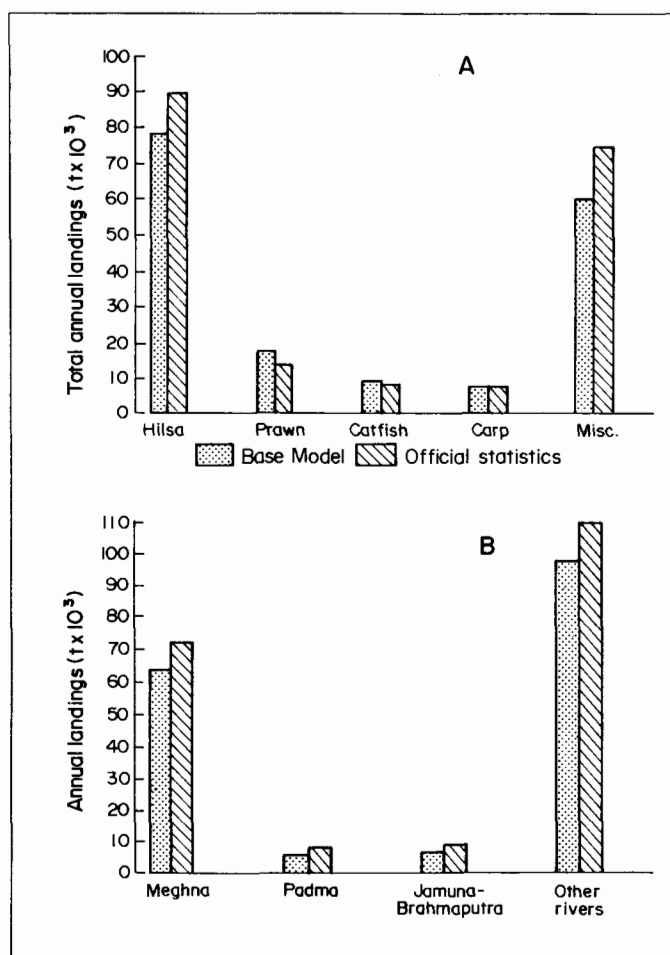 A
Total annual landings (t x 10³)
100
90
80
70
60
50
40
30
20
10
0
Hilsa Prawn Catfish Carp Misc.
Base Model Official statistics
B
Annual landings (t x 10³)
110
100
90
80
70
60
50
40
30
20
10
0
Meghna Padma Jamuna- Other
Brahmaputra rivers